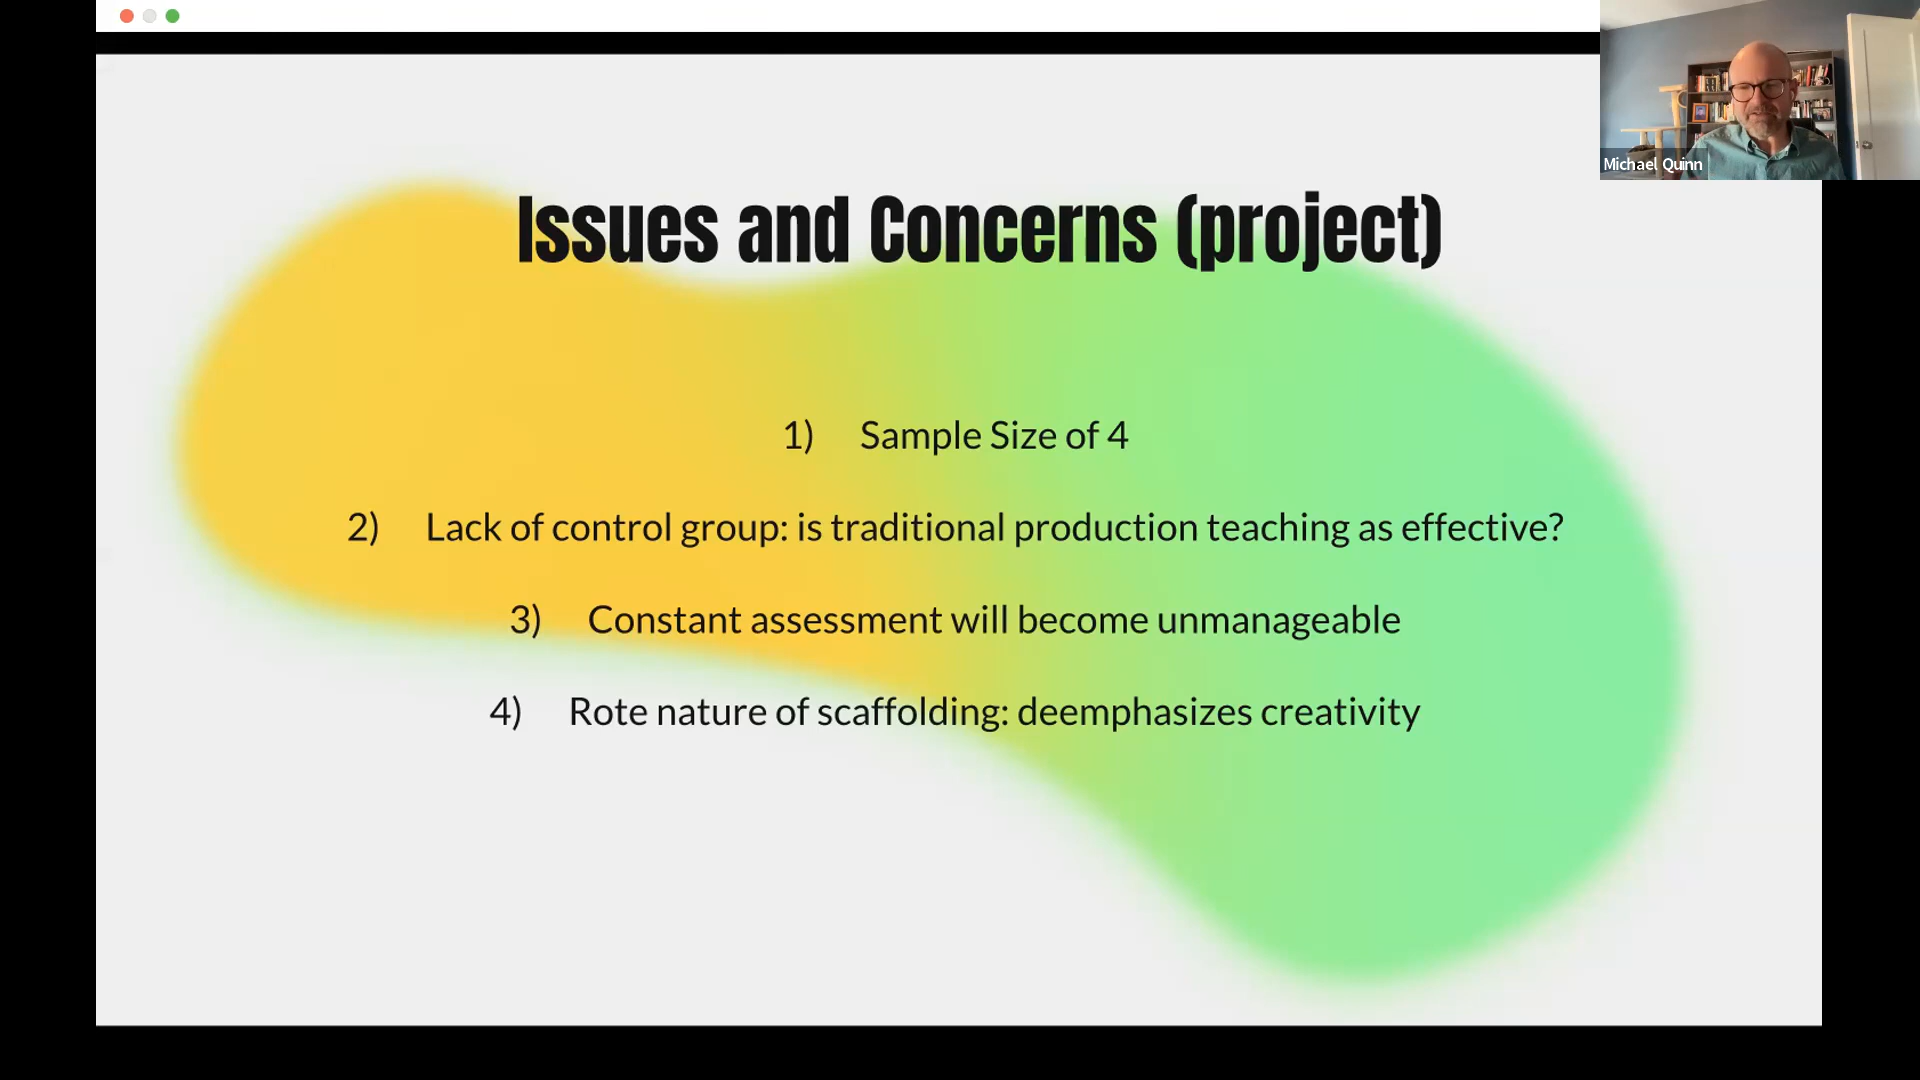 Issues and Concerns (project)
1) Sample Size of 4
2) Lack of control group: is traditional production teaching as effective?
3) Constant assessment will become unmanageable
4) Rote nature of scaffolding: deemphasizes creativity
Michael Quinn